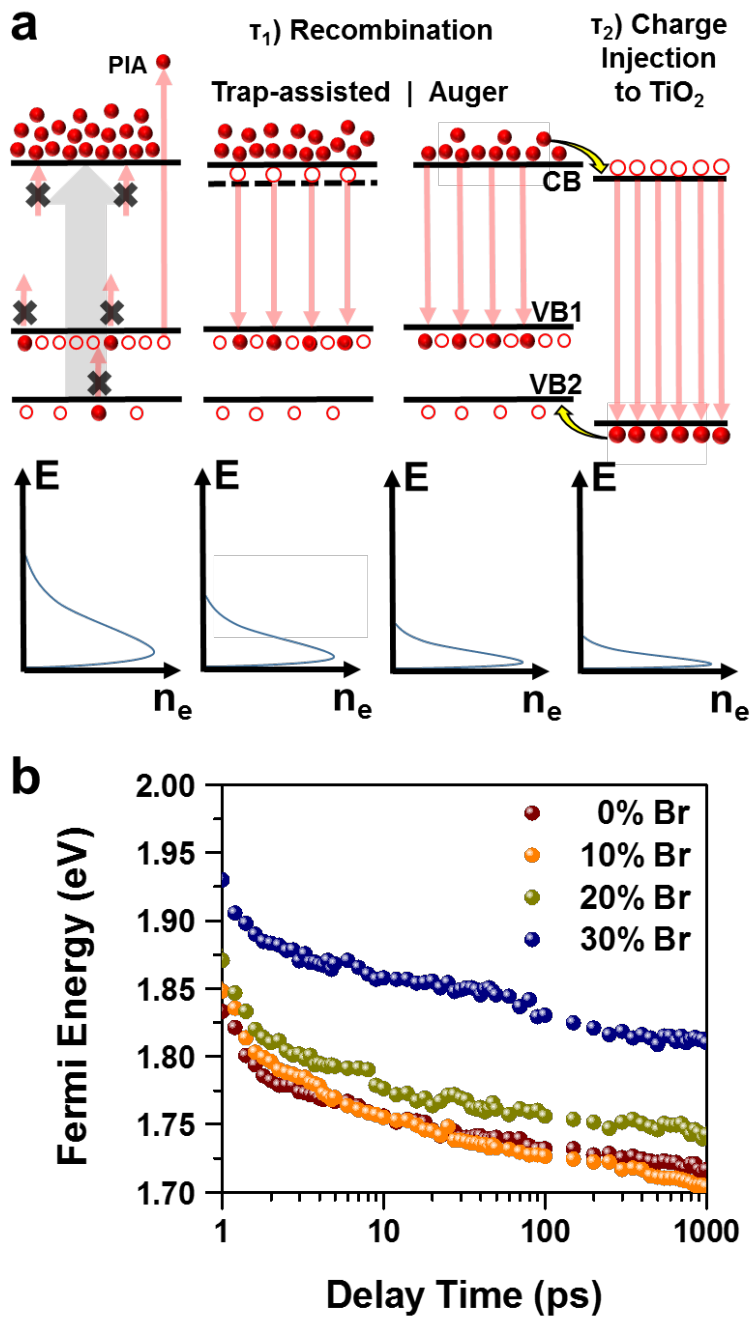 a
τ1) Recombination
τ2) Charge
Injection
to TiO2
PIA
Trap-assisted | Auger
CB
VB1
VB2
E
E
E
E
ne
ne
ne
ne
b
2.00
1.95
1.90
1.85
1.80
1.75
1.70
Fermi Energy (eV)
0% Br
10% Br
20% Br
30% Br
1
10
100
1000
Delay Time (ps)